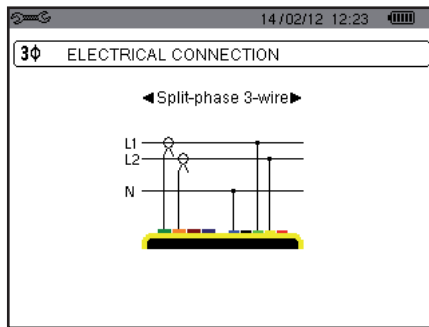 14/02/12 12:23
3ϕ ELECTRICAL CONNECTION
◀Split-phase 3-wire▶
L1
L2
N